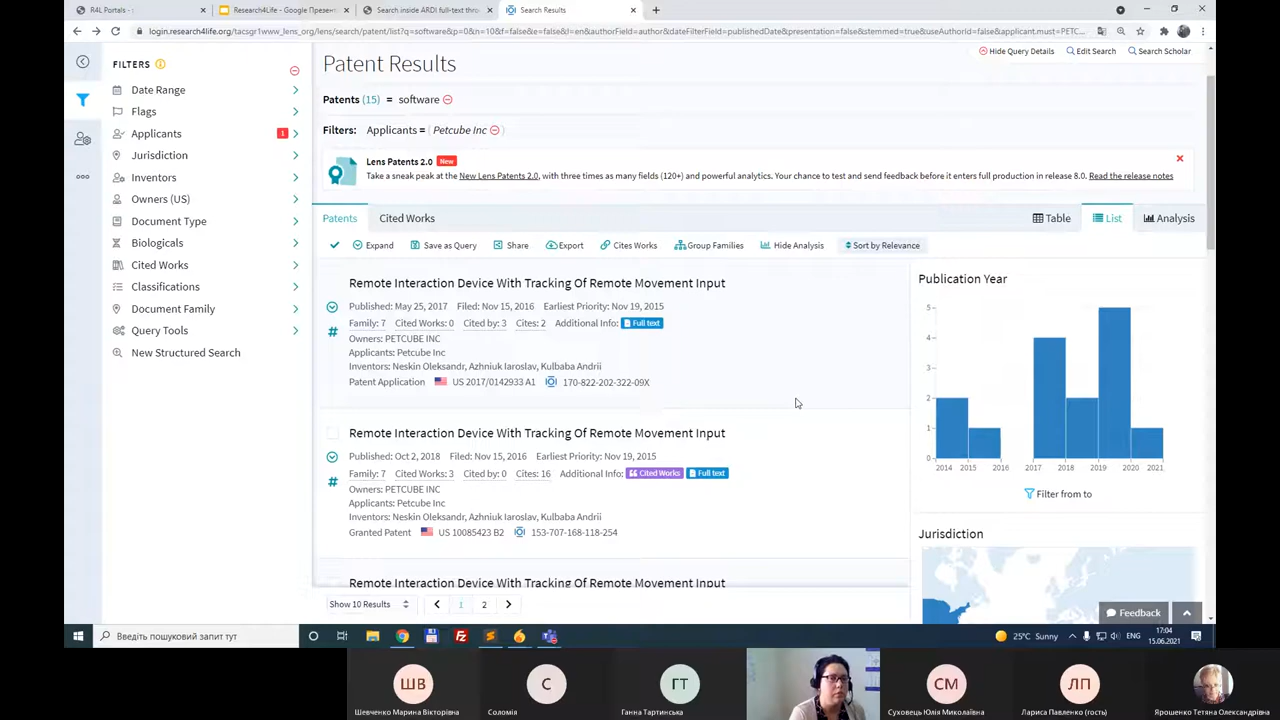 R4L Portals -
Research4Life - Google Презент
Search inside ARDI full-text thro
Search Results
login.research4life.org/tacsgr1www_lens_org/lens/search/patent/list?q=software&p=0&n=10&f=false&e=false&l=en&authorField=author&dateFilterField=publishedDate&presentation=false&stemmed=true&useAuthorId=false&applicant.must=PETC...
FILTERS
Date Range
Flags
Applicants 1
Jurisdiction
Inventors
Owners (US)
Document Type
Biologicals
Cited Works
Classifications
Document Family
Query Tools
New Structured Search
Hide Query Details Edit Search Search Scholar
Patent Results
Patents (15) = software
Filters: Applicants = ( Petcube Inc )
Lens Patents 2.0 New
Take a sneak peak at the New Lens Patents 2.0, with three times as many fields (120+) and powerful analytics. Your chance to test and send feedback before it enters full production in release 8.0. Read the release notes
Patents Cited Works Table List Analysis
Expand Save as Query Share Export Cites Works Group Families Hide Analysis Sort by Relevance
Remote Interaction Device With Tracking Of Remote Movement Input
Published: May 25, 2017 Filed: Nov 15, 2016 Earliest Priority: Nov 19, 2015
Family: 7 Cited Works: 0 Cited by: 3 Cites: 2 Additional Info: Full text
Owners: PETCUBE INC
Applicants: Petcube Inc
Inventors: Neskin Oleksandr, Azhniuk Iaroslav, Kulbaba Andrii
Patent Application US 2017/0142933 A1 170-822-202-322-09X
Remote Interaction Device With Tracking Of Remote Movement Input
Published: Oct 2, 2018 Filed: Nov 15, 2016 Earliest Priority: Nov 19, 2015
Family: 7 Cited Works: 3 Cited by: 0 Cites: 16 Additional Info: Cited Works Full text
Owners: PETCUBE INC
Applicants: Petcube Inc
Inventors: Neskin Oleksandr, Azhniuk Iaroslav, Kulbaba Andrii
Granted Patent US 10085423 B2 153-707-168-118-254
Remote Interaction Device With Tracking Of Remote Movement Input
Show 10 Results 1 2
Publication Year
5
4
3
2
1
0
2014 2015 2016 2017 2018 2019 2020 2021
Filter from to
Jurisdiction
Feedback
Введіть пошуковий запит тут
25°C Sunny
ENG
17:04
15.06.2021
ШВ
Шевченко Марина Вікторівна
С
Соломія
ГТ
Ганна Тартинська
СМ
Суховець Юлія Миколаївна
ЛП
Лариса Павленко (гость)
Ярошенко Тетяна Олександрівна